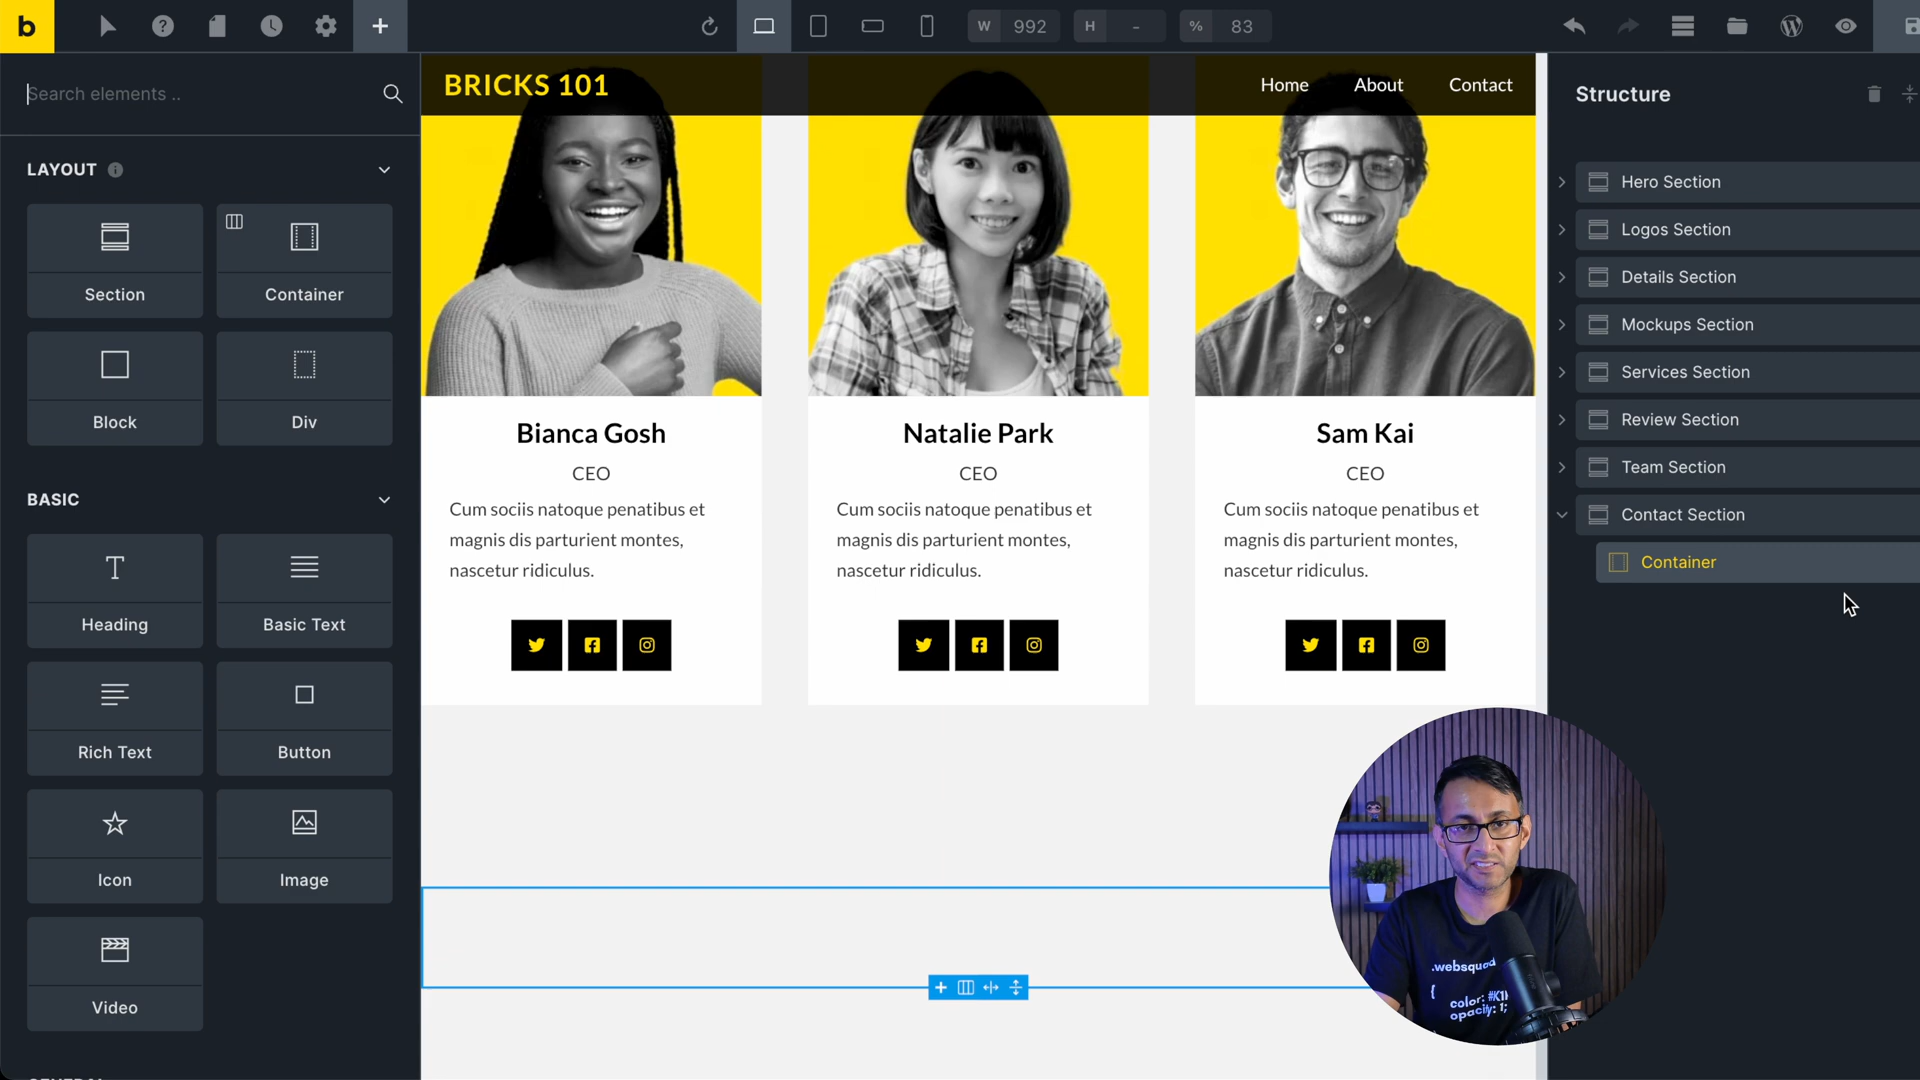 b
W 992 H - % 83
Search elements ..
LAYOUT
Section
Container
Block
Div
BASIC
Heading
Basic Text
Rich Text
Button
Icon
Image
Video
BRICKS 101
Home
About
Contact
Bianca Gosh
CEO
Cum sociis natoque penatibus et
magnis dis parturient montes,
nascetur ridiculus.
Natalie Park
CEO
Cum sociis natoque penatibus et
magnis dis parturient montes,
nascetur ridiculus.
Sam Kai
CEO
Cum sociis natoque penatibus et
magnis dis parturient montes,
nascetur ridiculus.
Structure
Hero Section
Logos Section
Details Section
Mockups Section
Services Section
Review Section
Team Section
Contact Section
Container
.websquad
{
color:
opacity: 1;